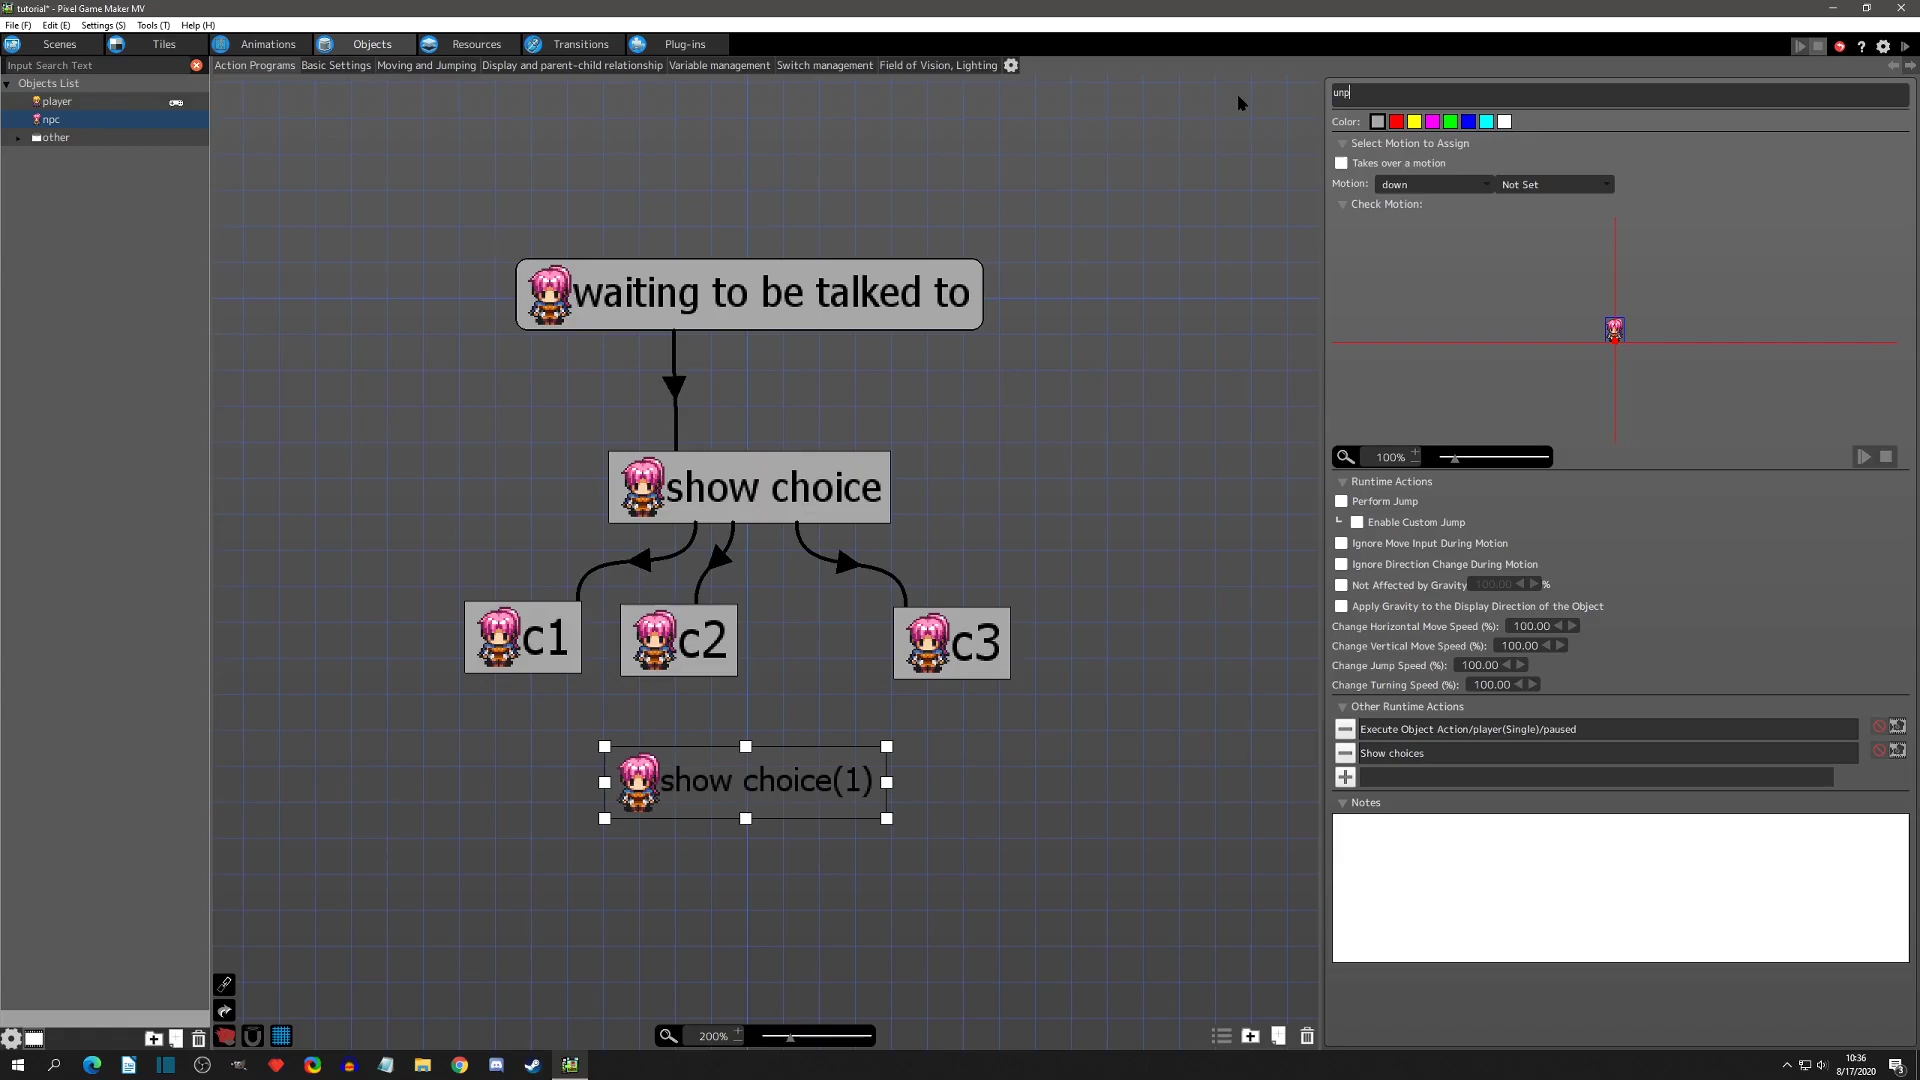 tutorial* - Pixel Game Maker MV
File (F) Edit (E) Settings (S) Tools (T) Help (H)
Scenes Tiles Animations Objects Resources Transitions Plug-ins
Input Search Text
Action Programs Basic Settings Moving and Jumping Display and parent-child relationship Variable management Switch management Field of Vision, Lighting
Objects List
player
npc
other
waiting to be talked to
show choice
c1
c2
c3
show choice(1)
200%
unp
Color:
Select Motion to Assign
Takes over a motion
Motion: down Not Set
Check Motion:
100%
Runtime Actions
Perform Jump
Enable Custom Jump
Ignore Move Input During Motion
Ignore Direction Change During Motion
Not Affected by Gravity 100.00 %
Apply Gravity to the Display Direction of the Object
Change Horizontal Move Speed (%): 100.00
Change Vertical Move Speed (%): 100.00
Change Jump Speed (%): 100.00
Change Turning Speed (%): 100.00
Other Runtime Actions
Execute Object Action/player(Single)/paused
Show choices
Notes
10:36
8/17/2020
3